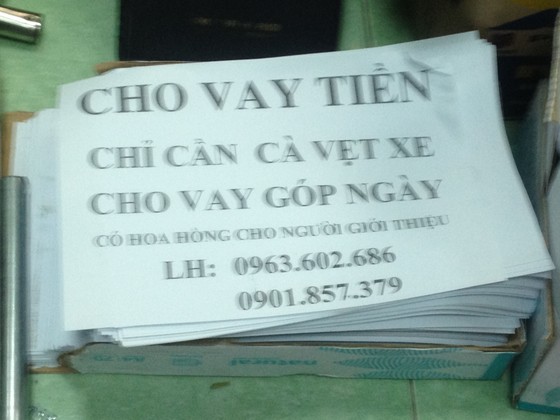 CHO VAY TIỀN
CHỈ CẦN CÀ VẸT XE
CHO VAY GÓP NGÀY
CÓ HOA HỒNG CHO NGƯỜI GIỚI THIỆU
LH: 0963.602.686
0901.857.379
natural